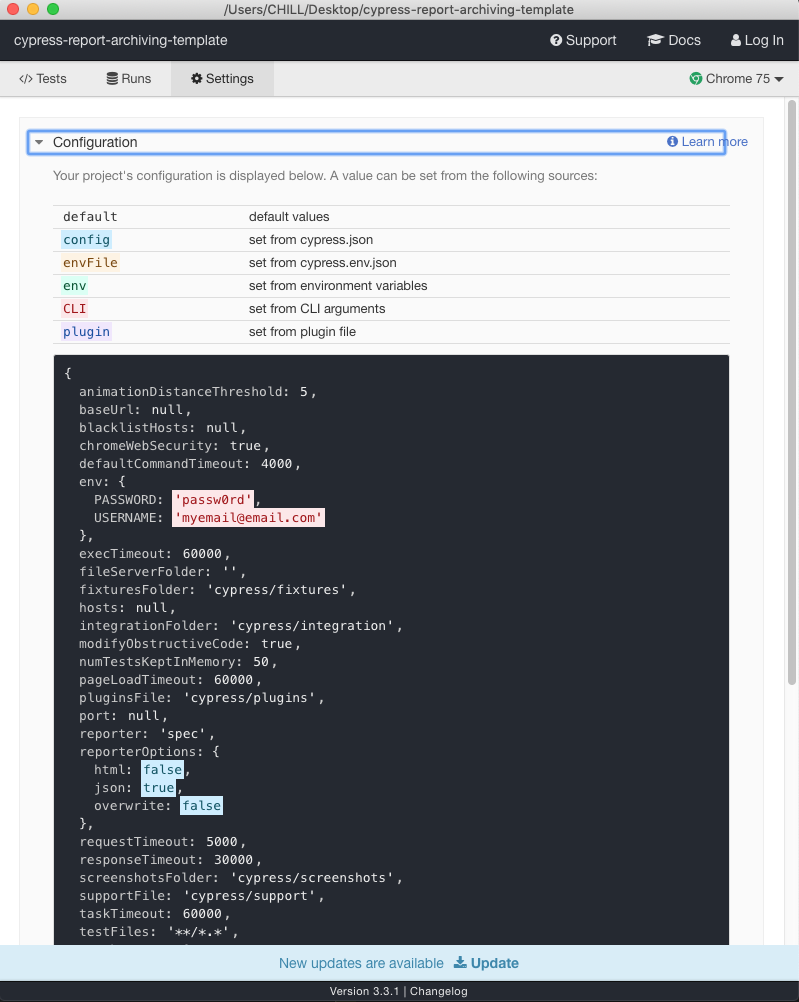 /Users/CHILL/Desktop/cypress-report-archiving-template
cypress-report-archiving-template Support Docs Log In
</> Tests Runs Settings Chrome 75
Configuration Learn more
Your project's configuration is displayed below. A value can be set from the following sources:
default default values
config set from cypress.json
envFile set from cypress.env.json
env set from environment variables
CLI set from CLI arguments
plugin set from plugin file
{
animationDistanceThreshold: 5,
baseUrl: null,
blacklistHosts: null,
chromeWebSecurity: true,
defaultCommandTimeout: 4000,
env: {
PASSWORD: 'passw0rd',
USERNAME: 'myemail@email.com'
},
execTimeout: 60000,
fileServerFolder: '',
fixturesFolder: 'cypress/fixtures',
hosts: null,
integrationFolder: 'cypress/integration',
modifyObstructiveCode: true,
numTestsKeptInMemory: 50,
pageLoadTimeout: 60000,
pluginsFile: 'cypress/plugins',
port: null,
reporter: 'spec',
reporterOptions: {
html: false,
json: true,
overwrite: false
},
requestTimeout: 5000,
responseTimeout: 30000,
screenshotsFolder: 'cypress/screenshots',
supportFile: 'cypress/support',
taskTimeout: 60000,
testFiles: '**/*.*',
New updates are available Update
Version 3.3.1 | Changelog